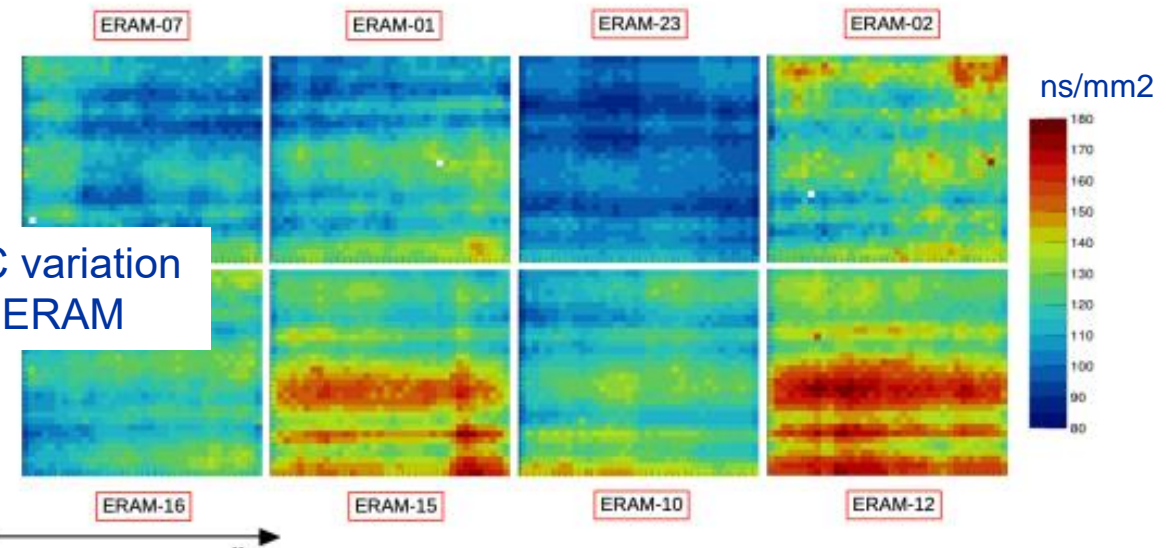 ERAM-07 ERAM-01 ERAM-23 ERAM-02
ns/mm2
180
170
160
150
140
130
120
110
100
90
80
C variation
ERAM
ERAM-16 ERAM-15 ERAM-10 ERAM-12